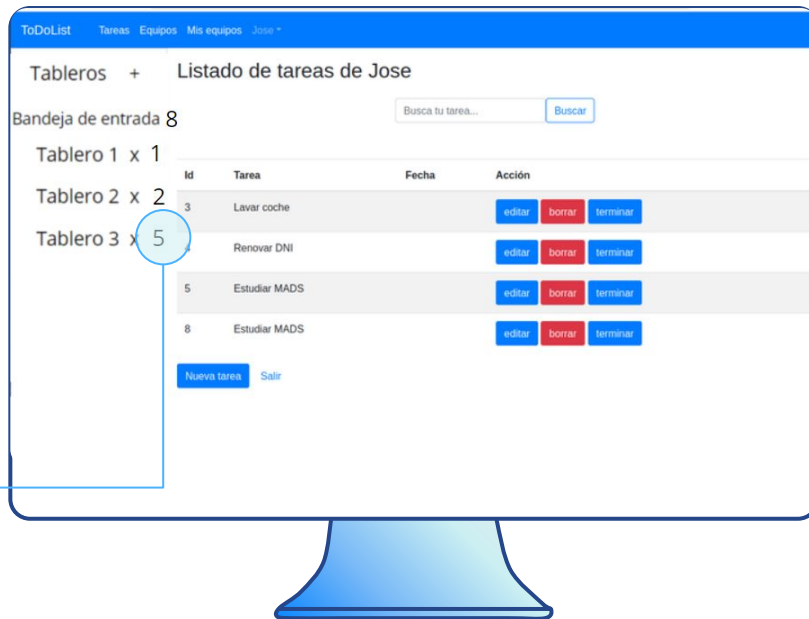 ToDoList Tareas Equipos Mis equipos Jose
Tableros +
Bandeja de entrada 8
Tablero 1 x 1
Tablero 2 x 2
Tablero 3 x 5
Listado de tareas de Jose
Busca tu tarea... Buscar
Id Tarea Fecha Acción
3 Lavar coche editar borrar terminar
Renovar DNI editar borrar terminar
5 Estudiar MADS editar borrar terminar
8 Estudiar MADS editar borrar terminar
Nueva tarea Salir